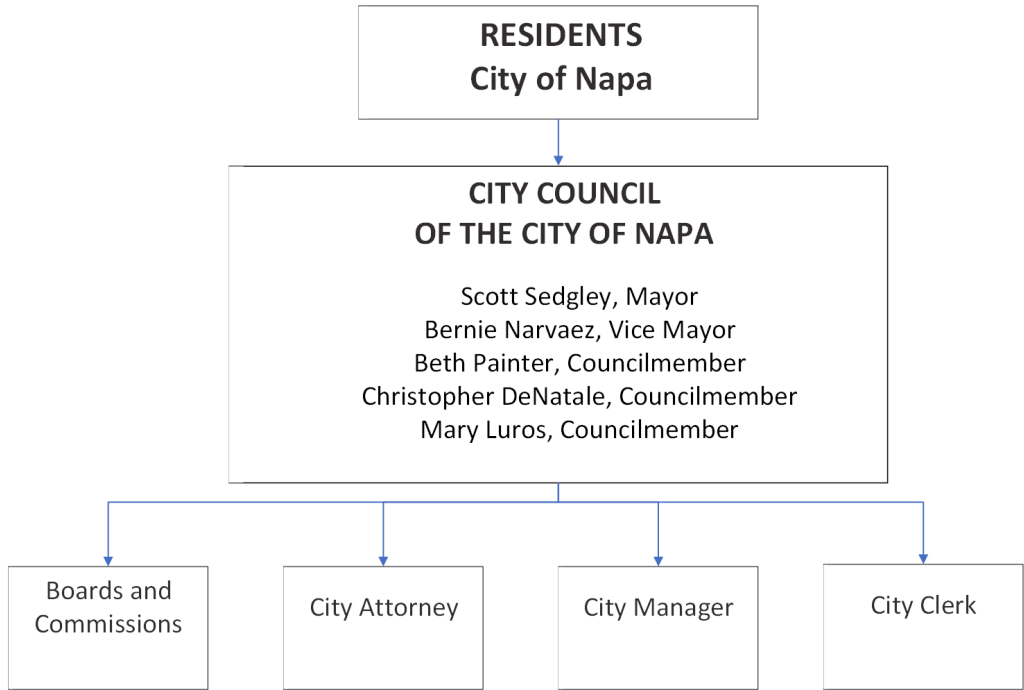 RESIDENTS
City of Napa
CITY COUNCIL
OF THE CITY OF NAPA
Scott Sedgley, Mayor
Bernie Narvaez, Vice Mayor
Beth Painter, Councilmember
Christopher DeNatale, Councilmember
Mary Luros, Councilmember
Boards and
Commissions
City Attorney
City Manager
City Clerk